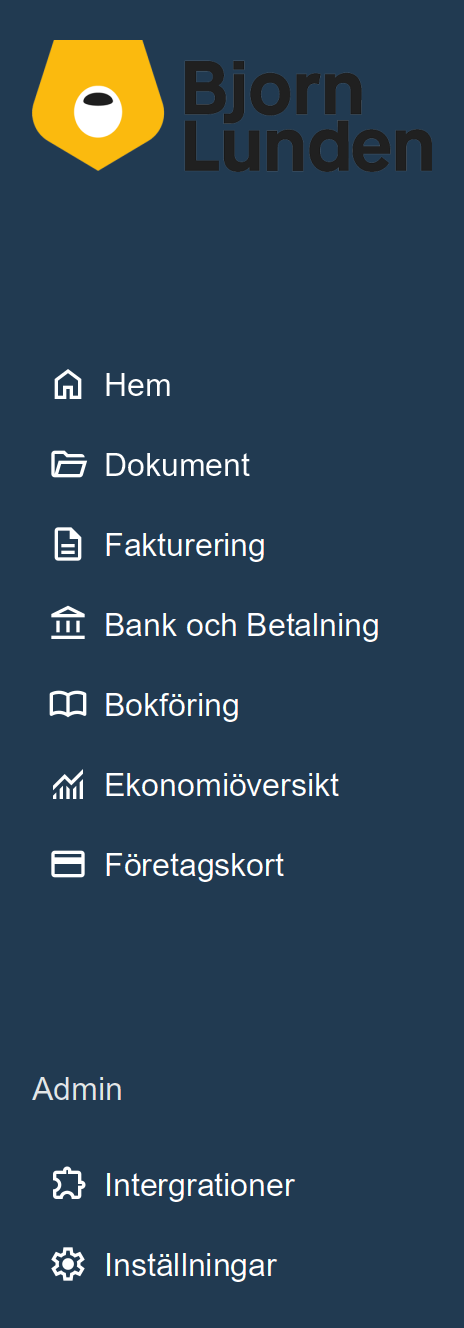 Bjorn
Lunden
Hem
Dokument
Fakturering
Bank och Betalning
Bokföring
Ekonomiöversikt
Företagskort
Admin
Intergrationer
Inställningar